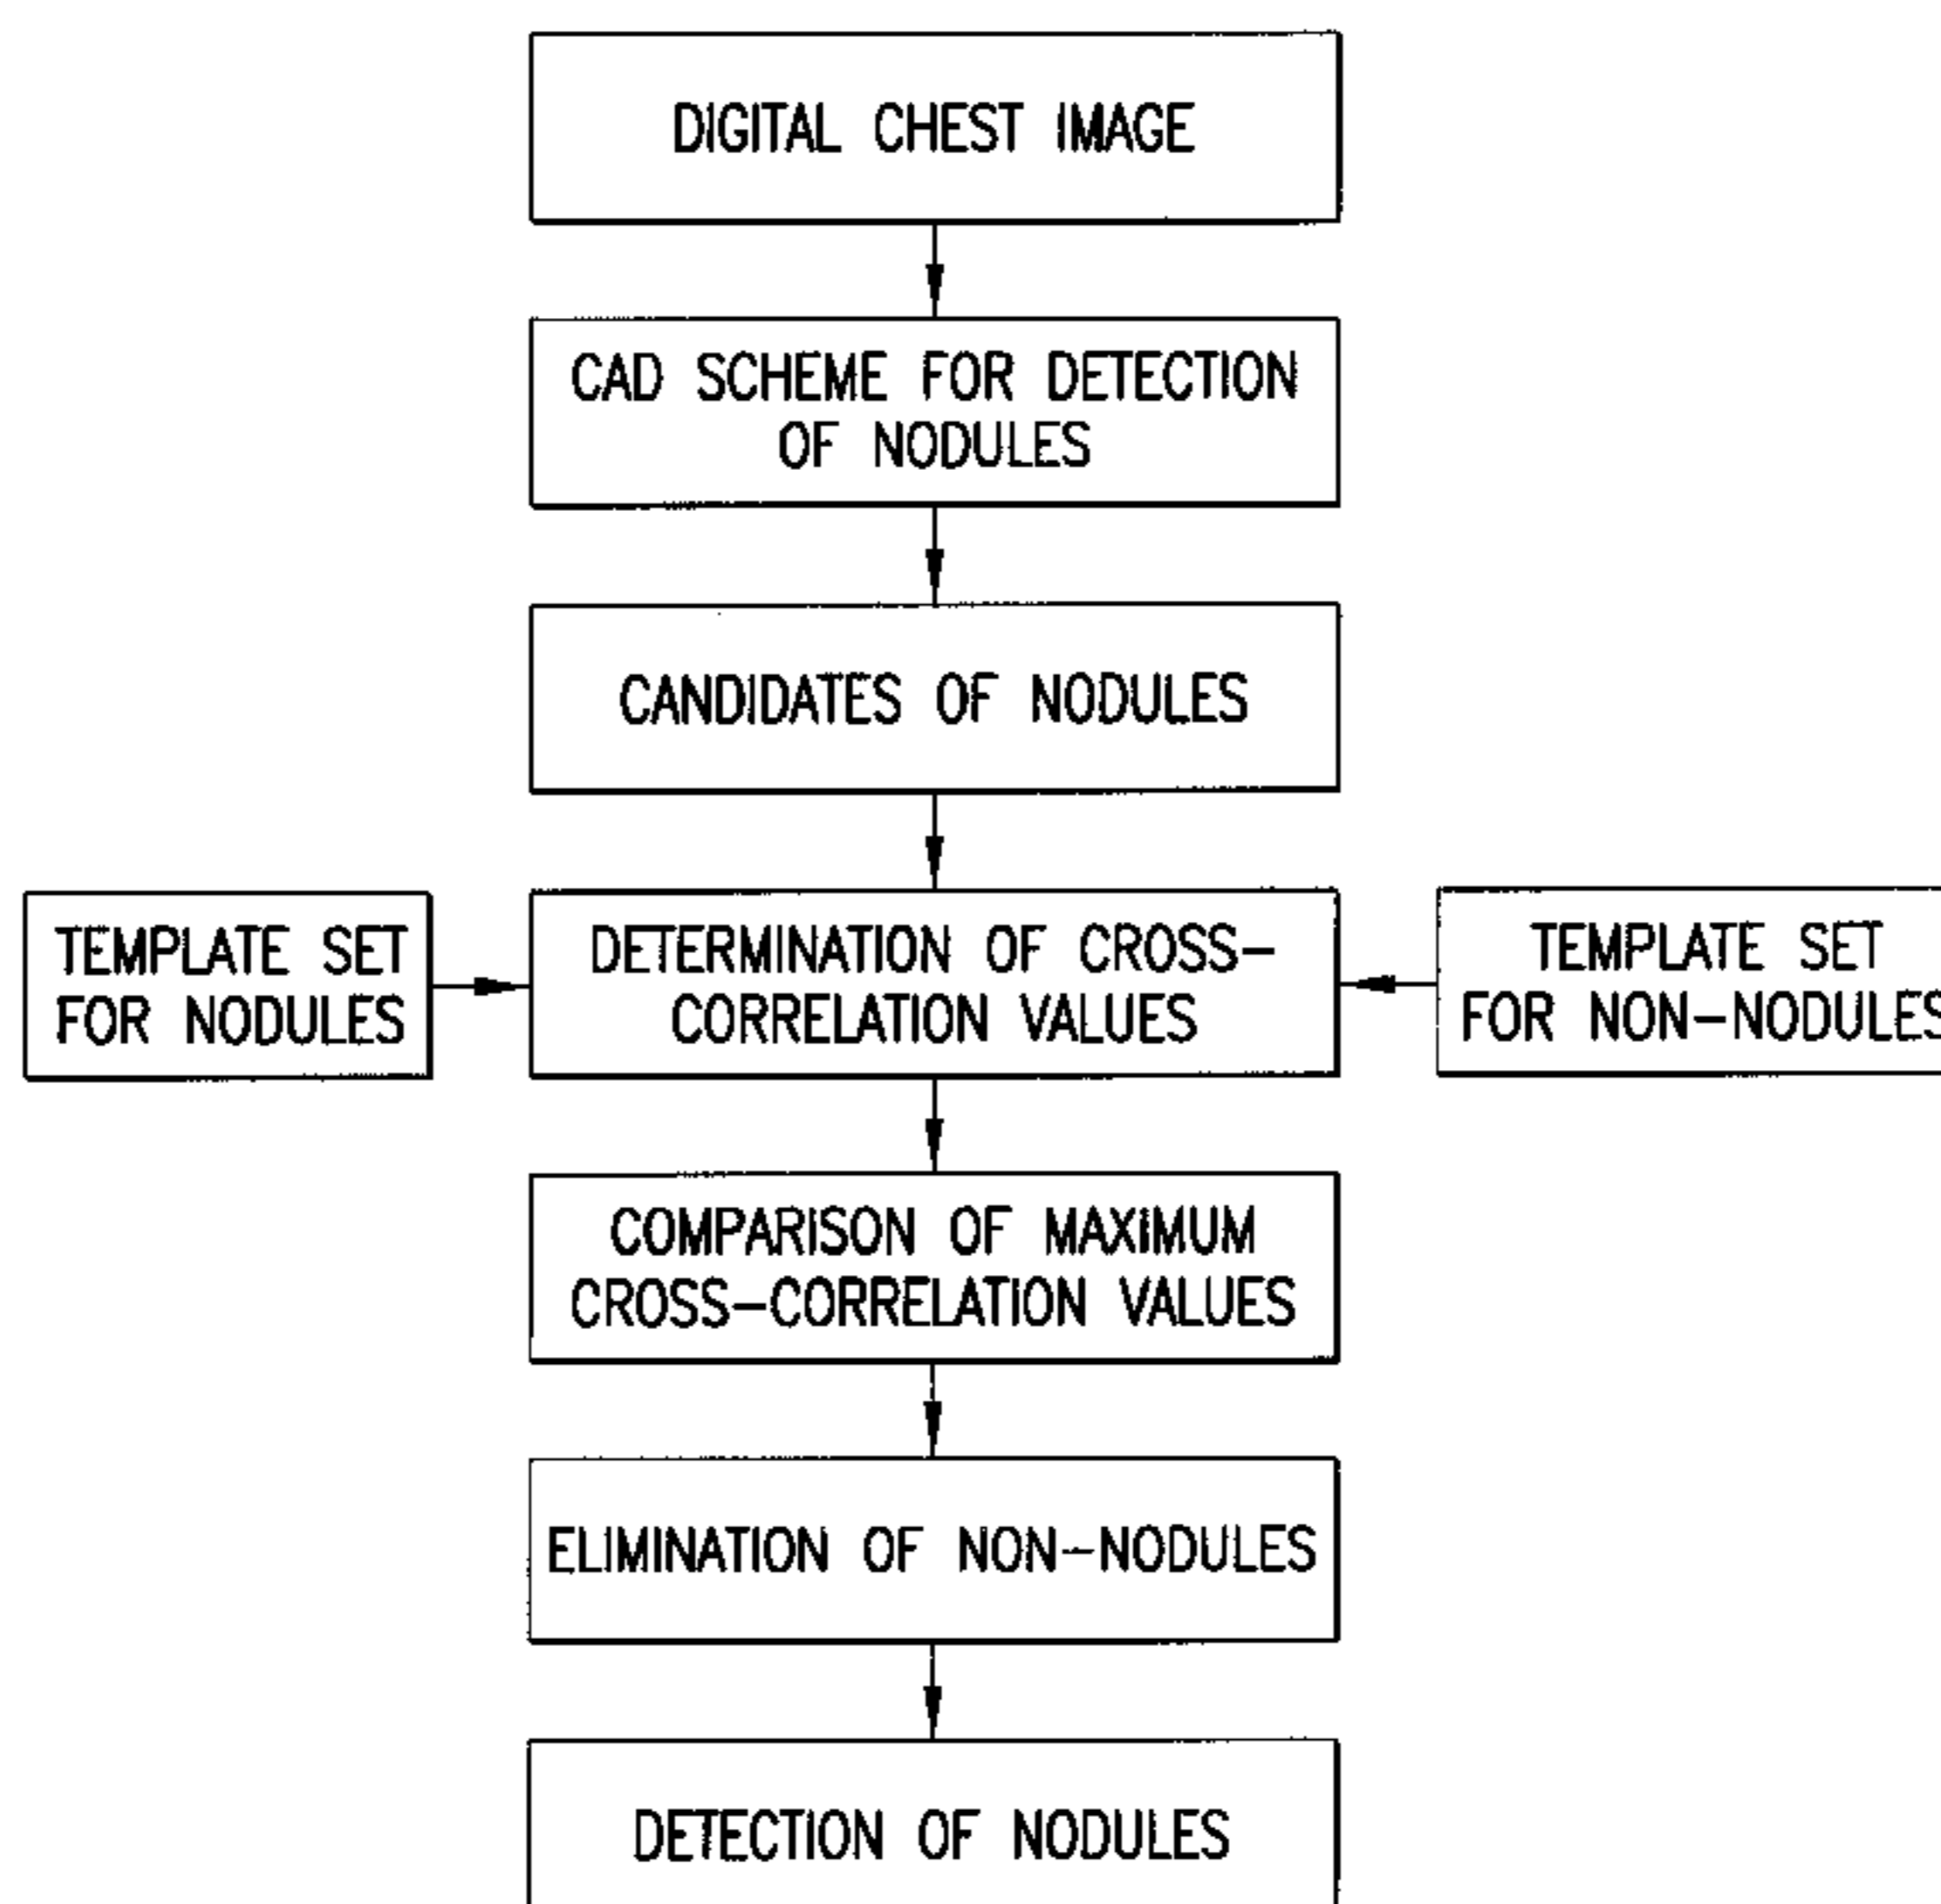 DIGITAL CHEST IMAGE
CAD SCHEME FOR DETECTION
OF NODULES
CANDIDATES OF NODULES
TEMPLATE SET
FOR NODULES
DETERMINATION OF CROSS-
CORRELATION VALUES
TEMPLATE SET
FOR NON-NODULES
COMPARISON OF MAXIMUM
CROSS-CORRELATION VALUES
ELIMINATION OF NON-NODULES
DETECTION OF NODULES